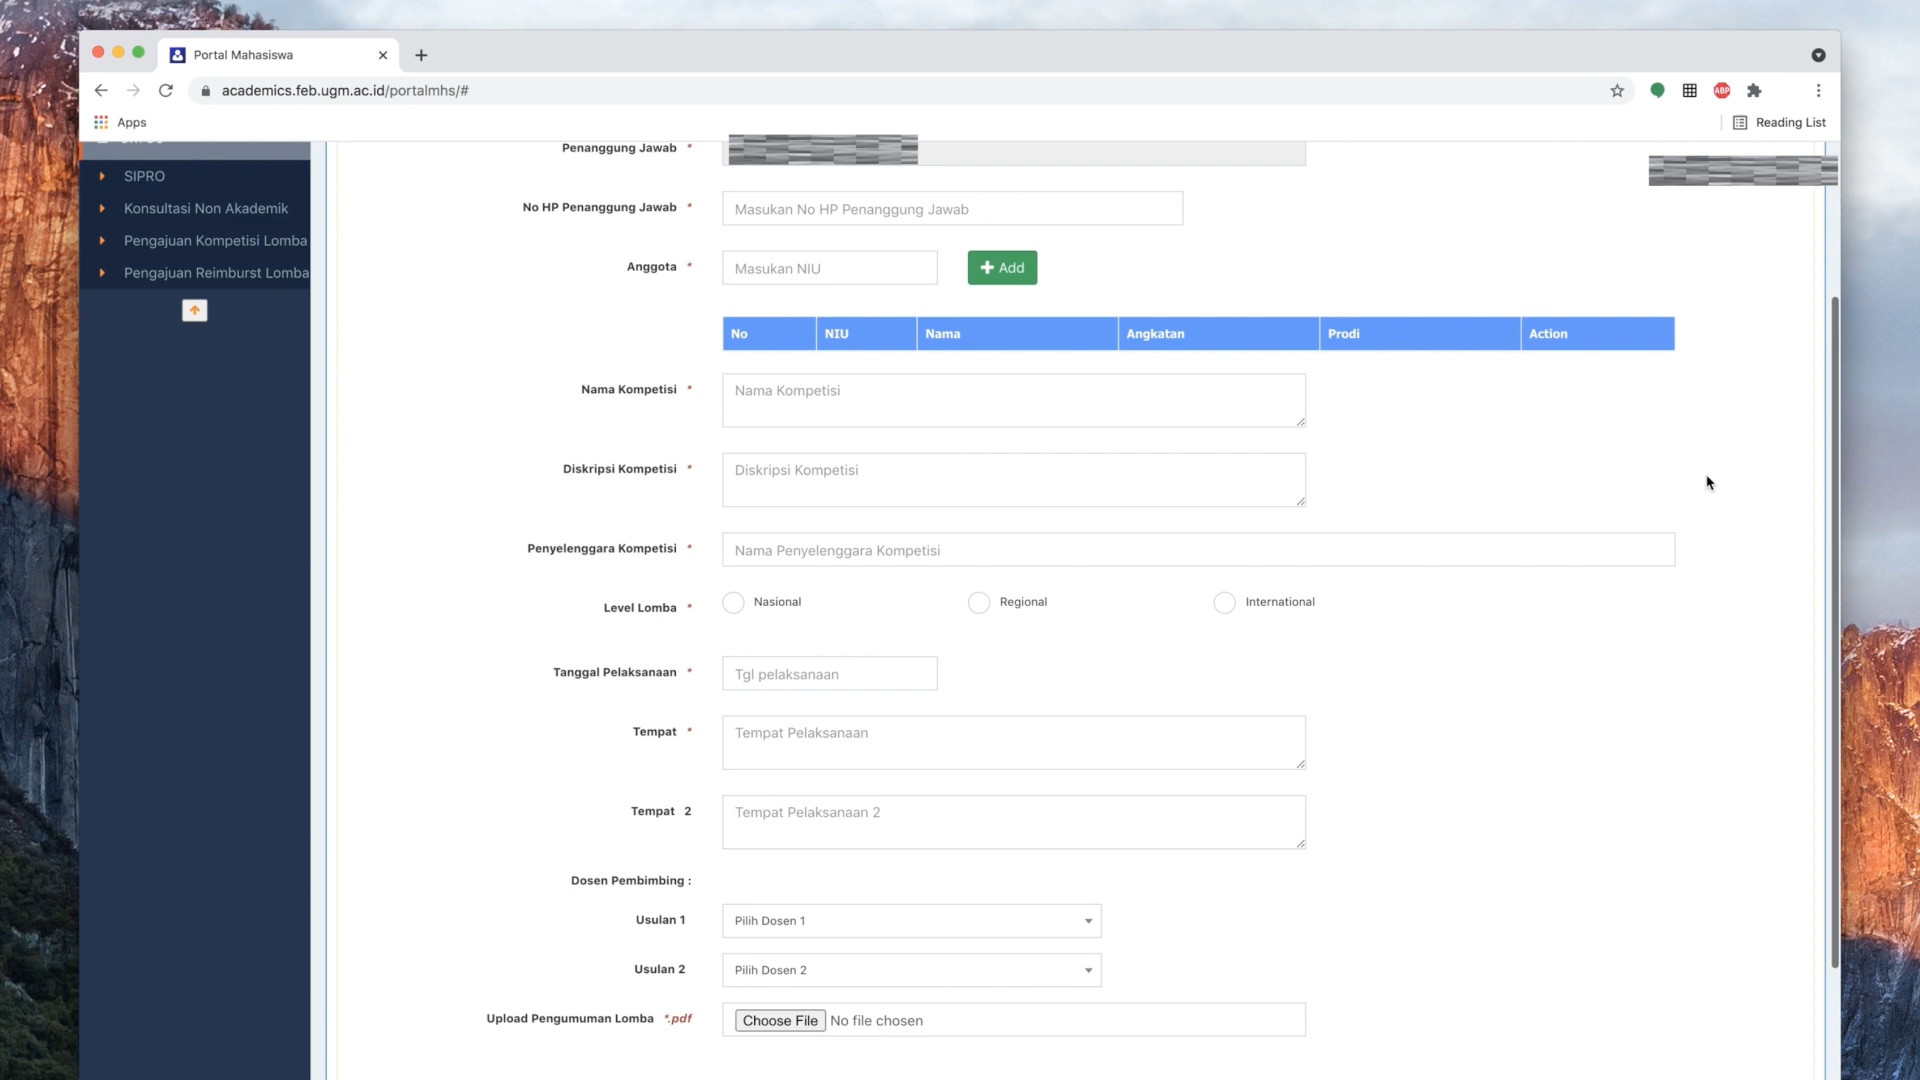 Portal Mahasiswa
academics.feb.ugm.ac.id/portalmhs/#
ABP
Apps
Reading List
Penanggung Jawab *
SIPRO
Konsultasi Non Akademik
Pengajuan Kompetisi Lomba
Pengajuan Reimburst Lomba
No HP Penanggung Jawab * Masukan No HP Penanggung Jawab
Anggota * Masukan NIU Add
No NIU Nama Angkatan Prodi Action
Nama Kompetisi * Nama Kompetisi
Diskripsi Kompetisi * Diskripsi Kompetisi
Penyelenggara Kompetisi * Nama Penyelenggara Kompetisi
Level Lomba * Nasional Regional International
Tanggal Pelaksanaan * Tgl pelaksanaan
Tempat * Tempat Pelaksanaan
Tempat 2 Tempat Pelaksanaan 2
Dosen Pembimbing :
Usulan 1 Pilih Dosen 1
Usulan 2 Pilih Dosen 2
Upload Pengumuman Lomba *.pdf Choose File No file chosen